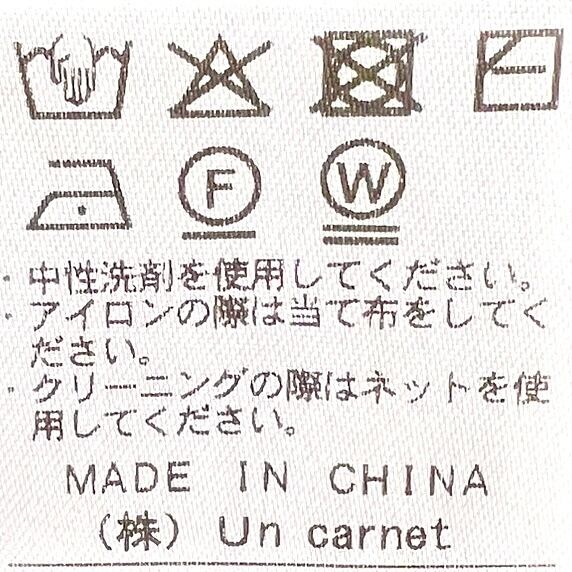 F W
・中性洗剤を使用してください。
・アイロンの際は当て布をしてく
ださい。
・クリーニングの際はネットを使
用してください。
MADE IN CHINA
(株) Un carnet